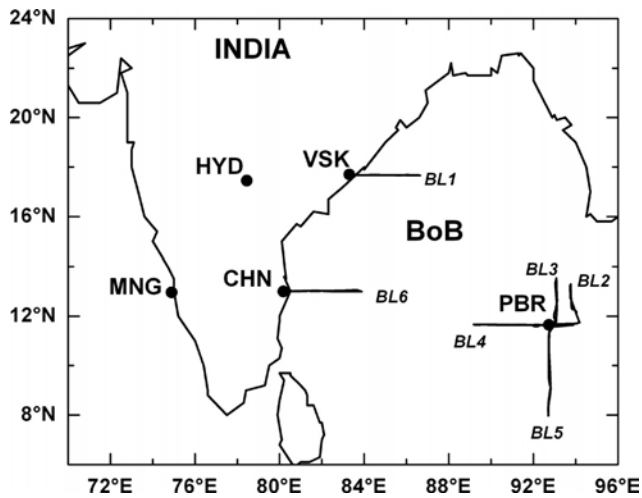 24°N
INDIA
20°N
HYD
VSK
BL1
16°N
BoB
MNG
CHN
BL6
BL3
BL2
12°N
PBR
BL4
8°N
BL5
72°E 76°E 80°E 84°E 88°E 92°E 96°E